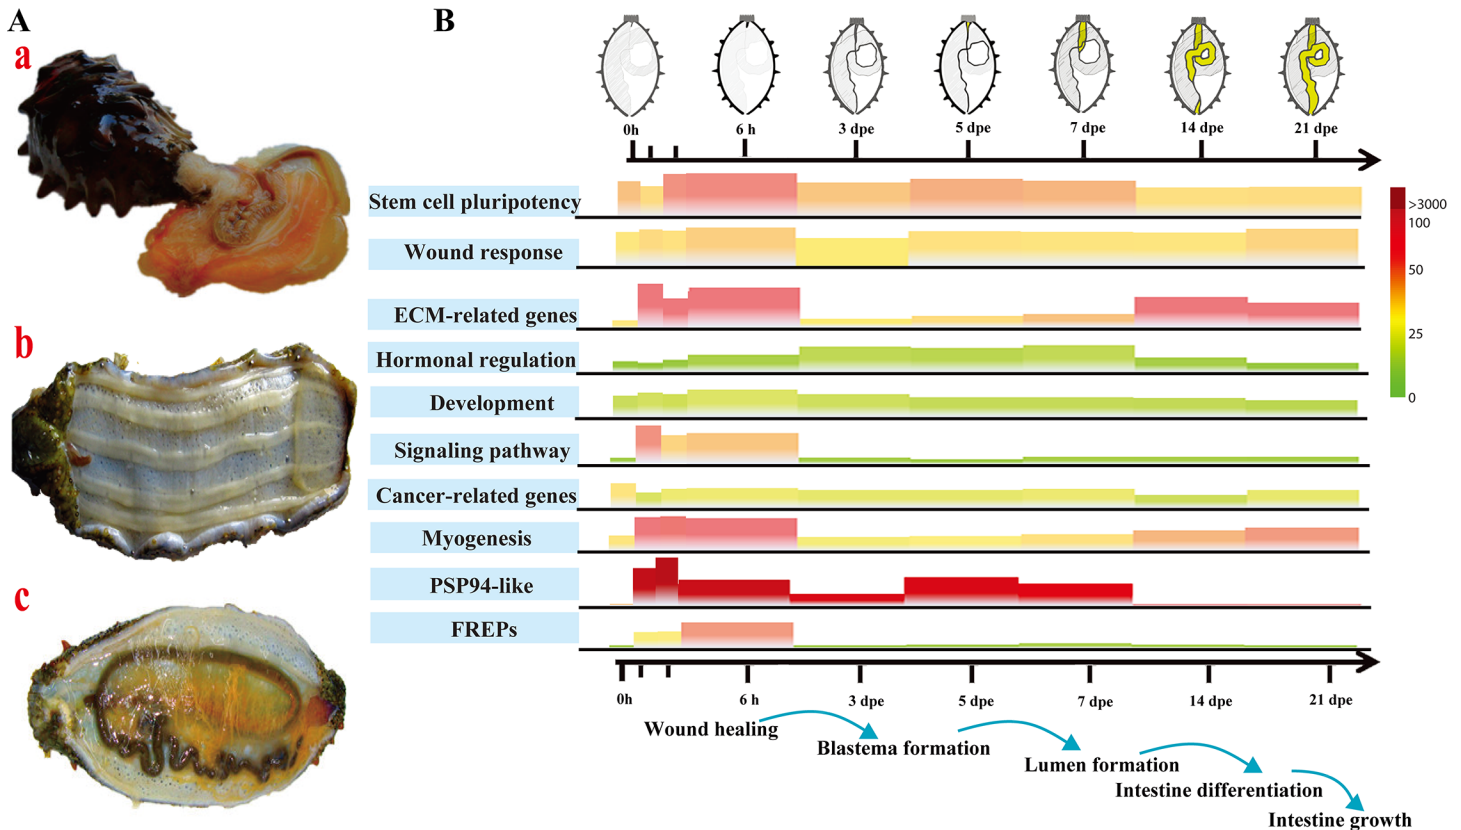 A
a
b
c
B
0h 6 h 3 dpe 5 dpe 7 dpe 14 dpe 21 dpe
Stem cell pluripotency
Wound response
ECM-related genes
Hormonal regulation
Development
Signaling pathway
Cancer-related genes
Myogenesis
PSP94-like
FREPs
>3000
100
50
25
0
0h 6 h 3 dpe 5 dpe 7 dpe 14 dpe 21 dpe
Wound healing
Blastema formation
Lumen formation
Intestine differentiation
Intestine growth